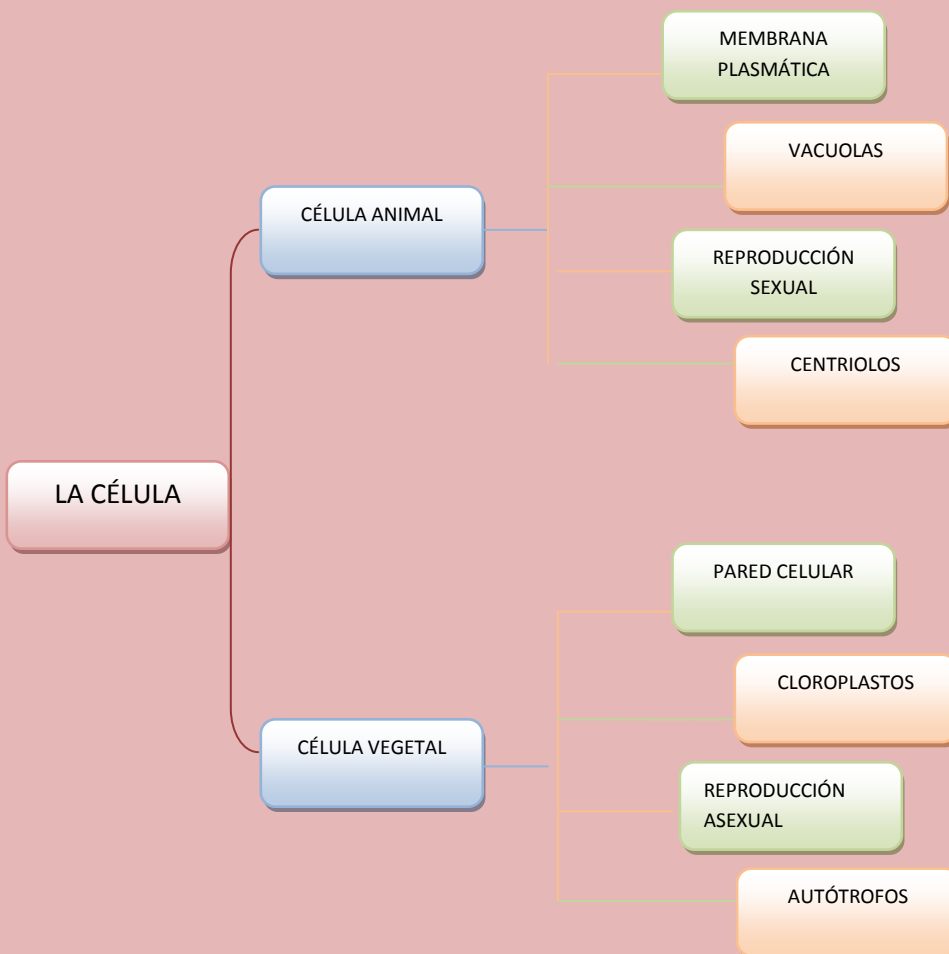 MEMBRANA
PLASMÁTICA
VACUOLAS
CÉLULA ANIMAL
REPRODUCCIÓN
SEXUAL
CENTRIOLOS
LA CÉLULA
PARED CELULAR
CLOROPLASTOS
CÉLULA VEGETAL
REPRODUCCIÓN
ASEXUAL
AUTÓTROFOS